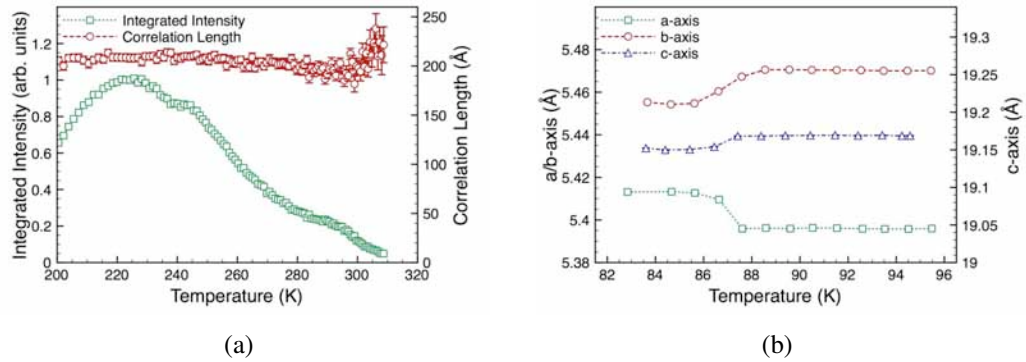 Integrated Intensity
Correlation Length
Integrated Intensity (arb. units)
0
0.2
0.4
0.6
0.8
1
1.2
Correlation Length (Å)
0
50
100
150
200
250
200 220 240 260 280 300 320
Temperature (K)
(a)
a-axis
b-axis
c-axis
a/b-axis (Å)
5.38
5.4
5.42
5.44
5.46
5.48
c-axis (Å)
19
19.05
19.1
19.15
19.2
19.25
19.3
82 84 86 88 90 92 94 96
Temperature (K)
(b)